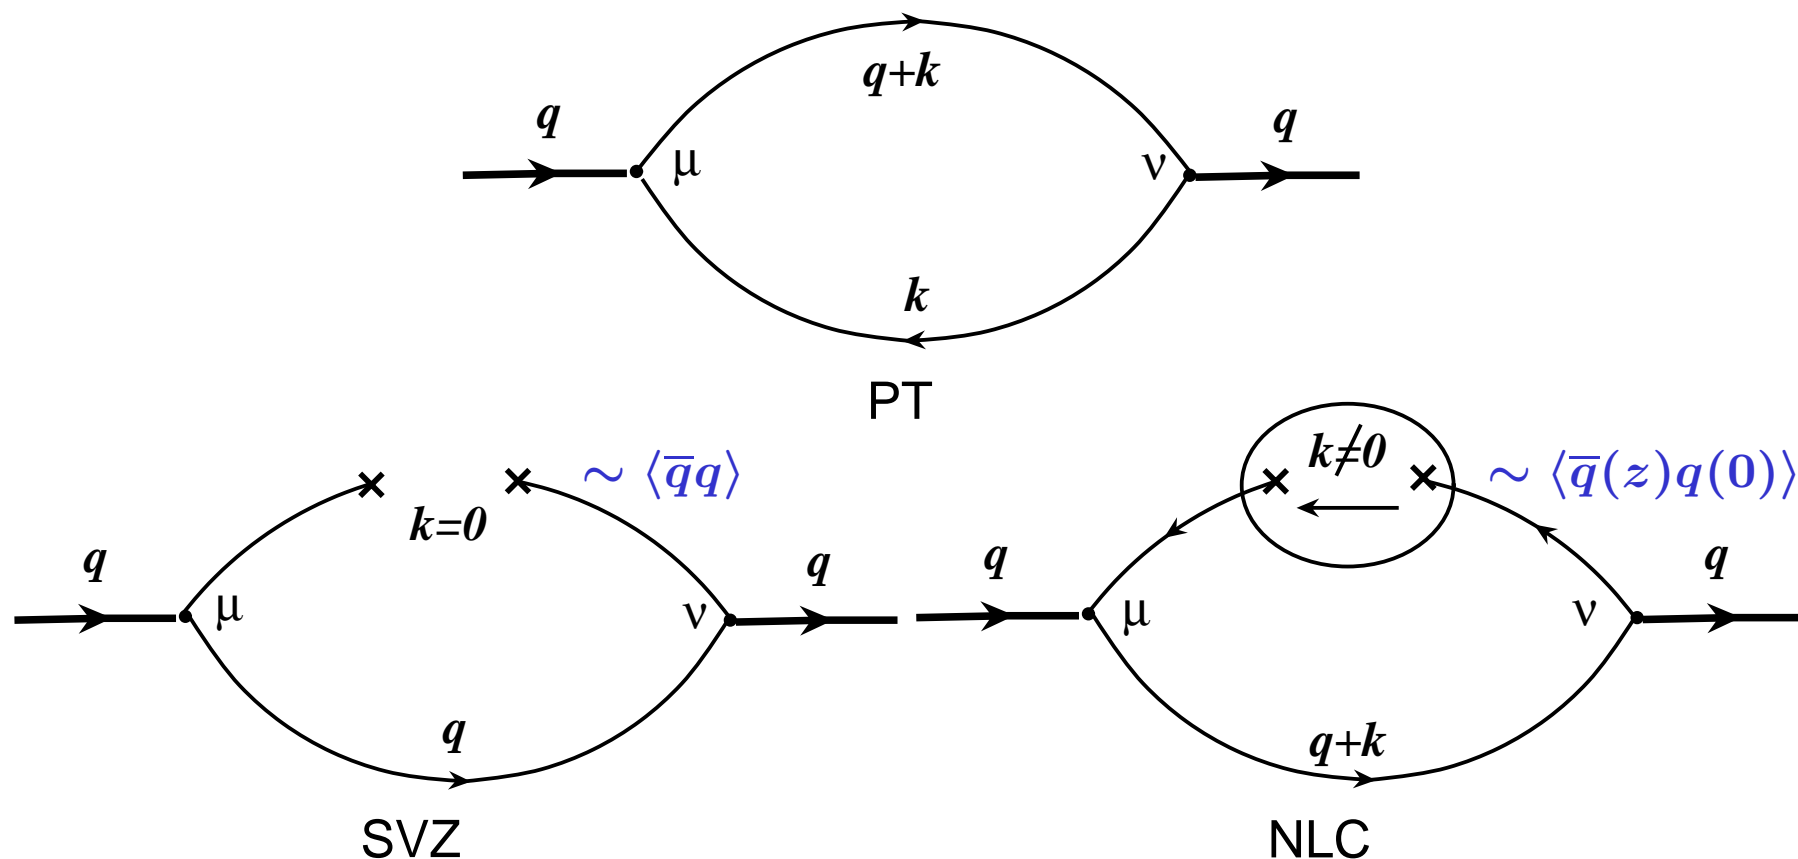 q+k
q
μ
ν
q
k
PT
k=0
∼ ⟨q̅q⟩
q
μ
ν
q
q
SVZ
k≠0
∼ ⟨q̅(z)q(0)⟩
q
μ
ν
q
q+k
NLC